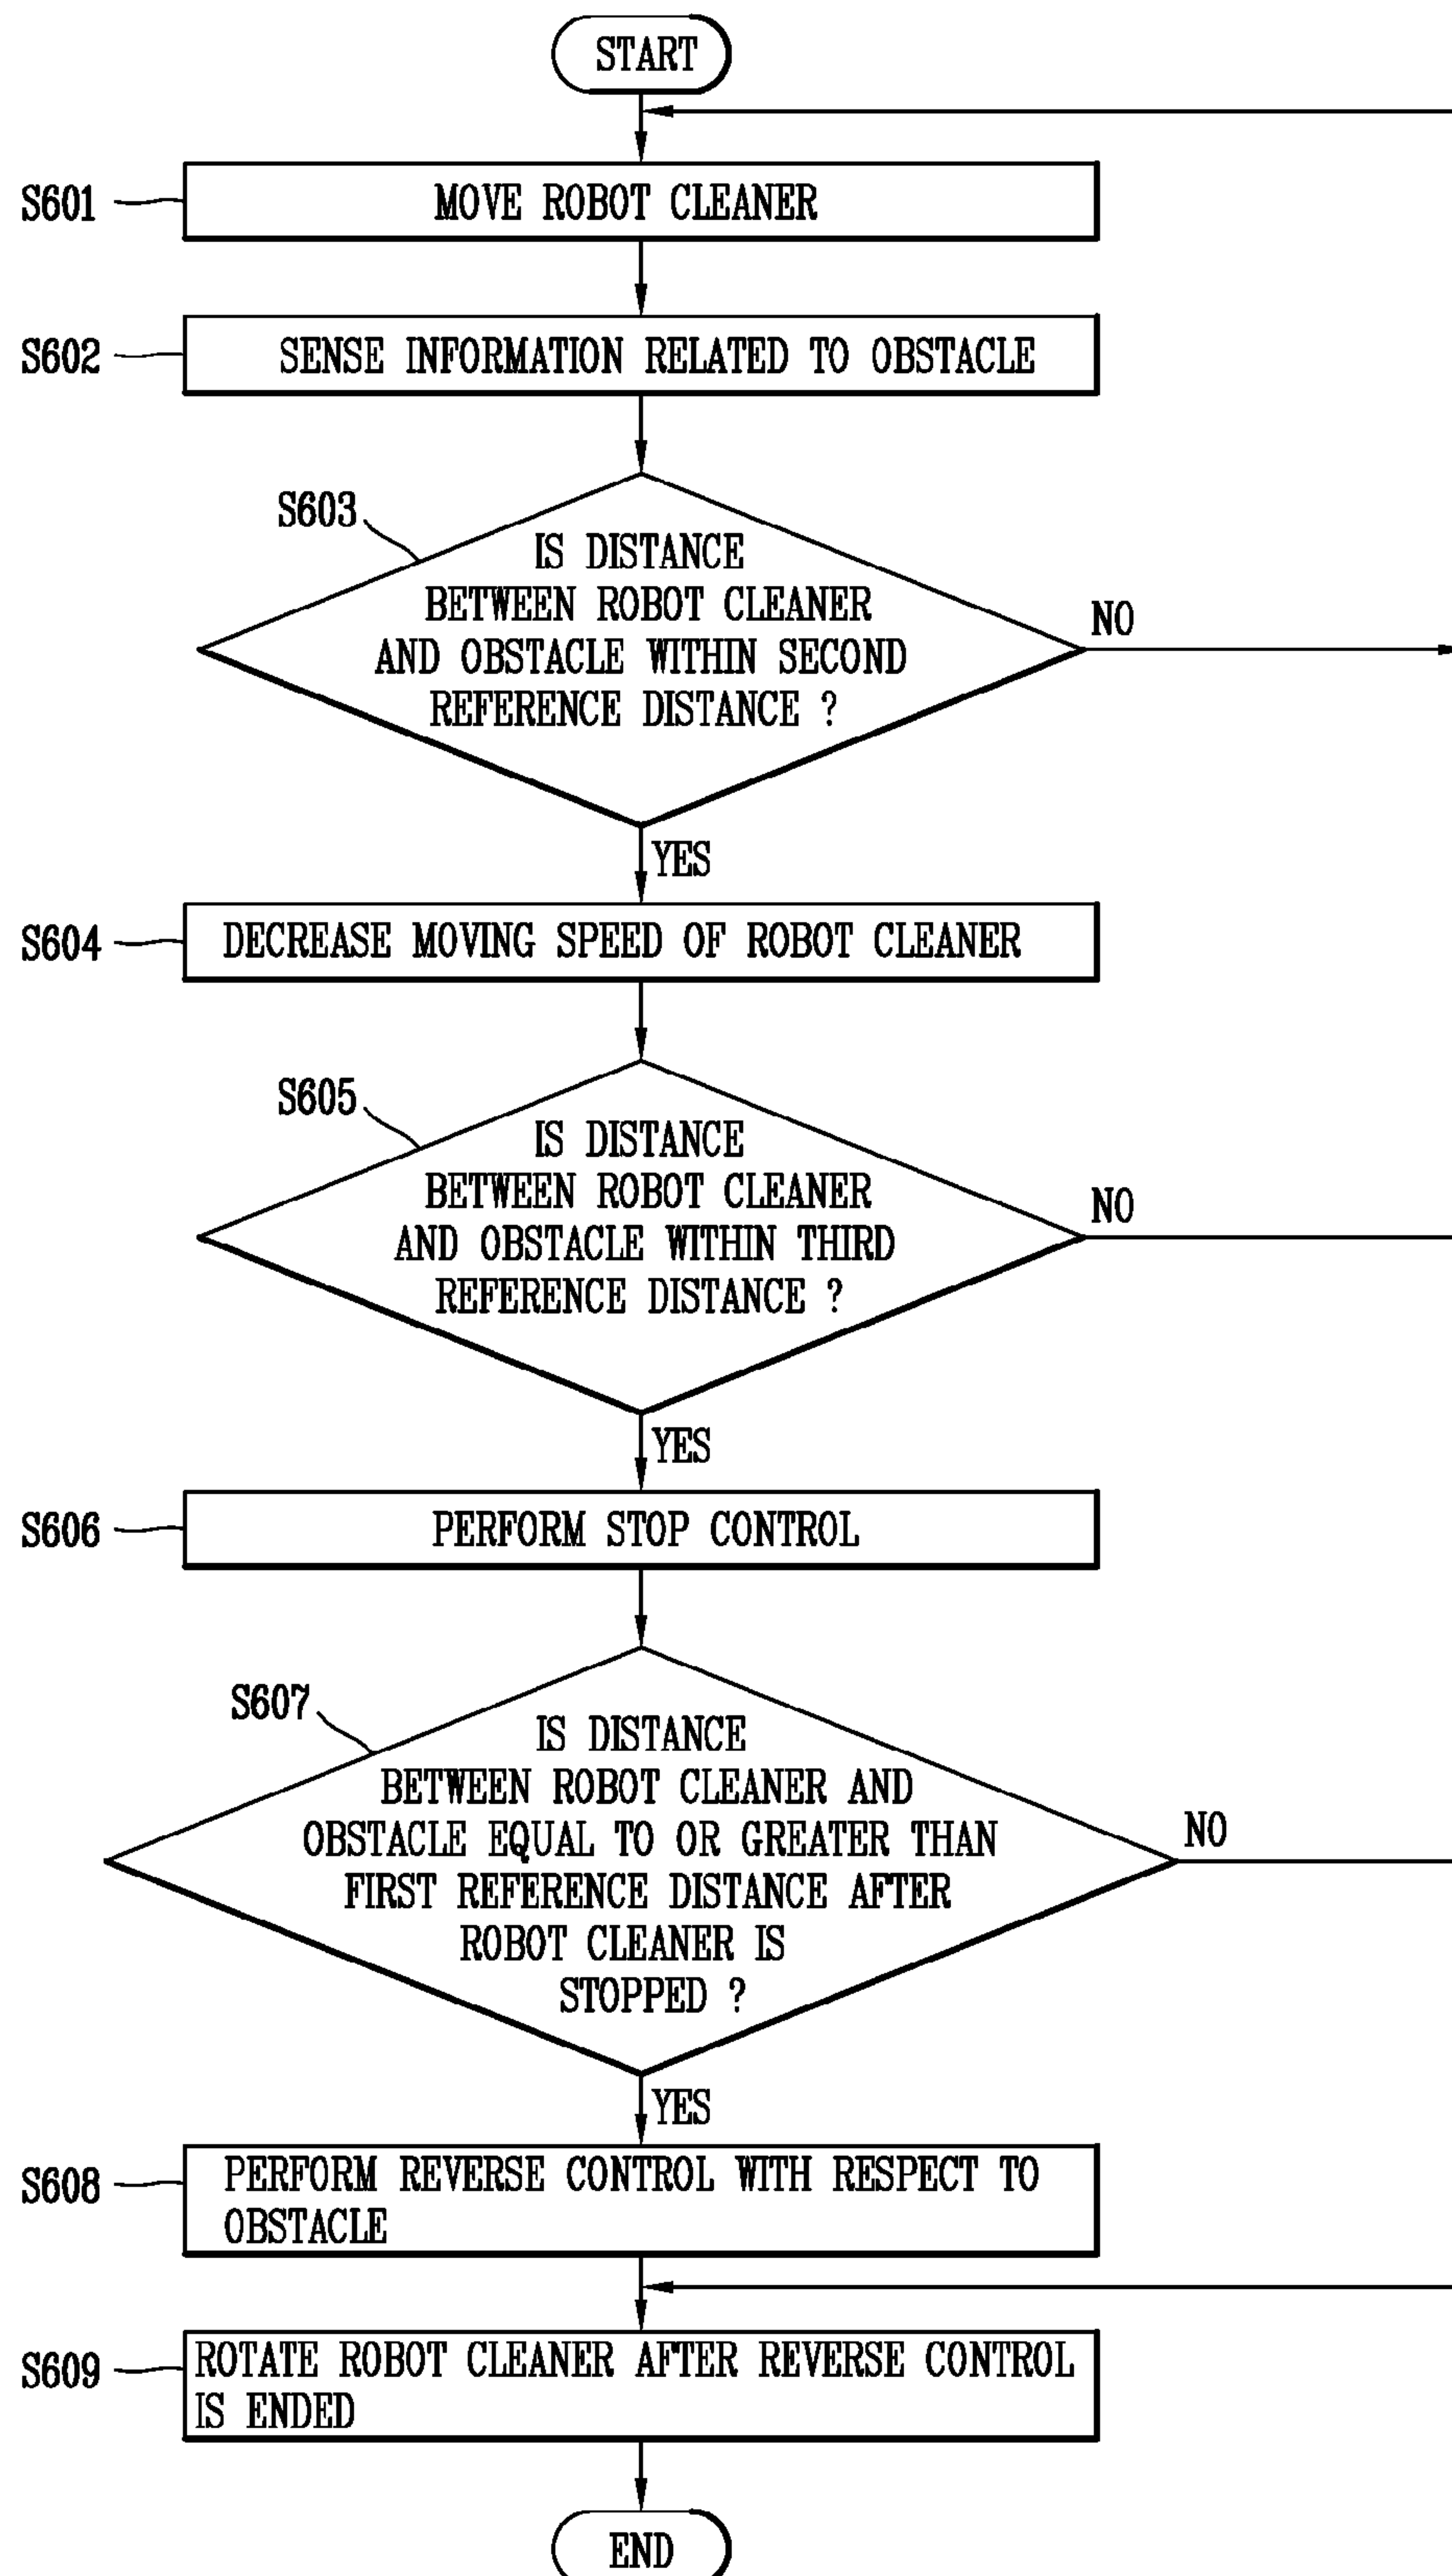 START
S601
MOVE ROBOT CLEANER
S602
SENSE INFORMATION RELATED TO OBSTACLE
S603
IS DISTANCE
BETWEEN ROBOT CLEANER
AND OBSTACLE WITHIN SECOND
REFERENCE DISTANCE ?
NO
YES
S604
DECREASE MOVING SPEED OF ROBOT CLEANER
S605
IS DISTANCE
BETWEEN ROBOT CLEANER
AND OBSTACLE WITHIN THIRD
REFERENCE DISTANCE ?
NO
YES
S606
PERFORM STOP CONTROL
S607
IS DISTANCE
BETWEEN ROBOT CLEANER AND
OBSTACLE EQUAL TO OR GREATER THAN
FIRST REFERENCE DISTANCE AFTER
ROBOT CLEANER IS
STOPPED ?
NO
YES
S608
PERFORM REVERSE CONTROL WITH RESPECT TO
OBSTACLE
S609
ROTATE ROBOT CLEANER AFTER REVERSE CONTROL
IS ENDED
END